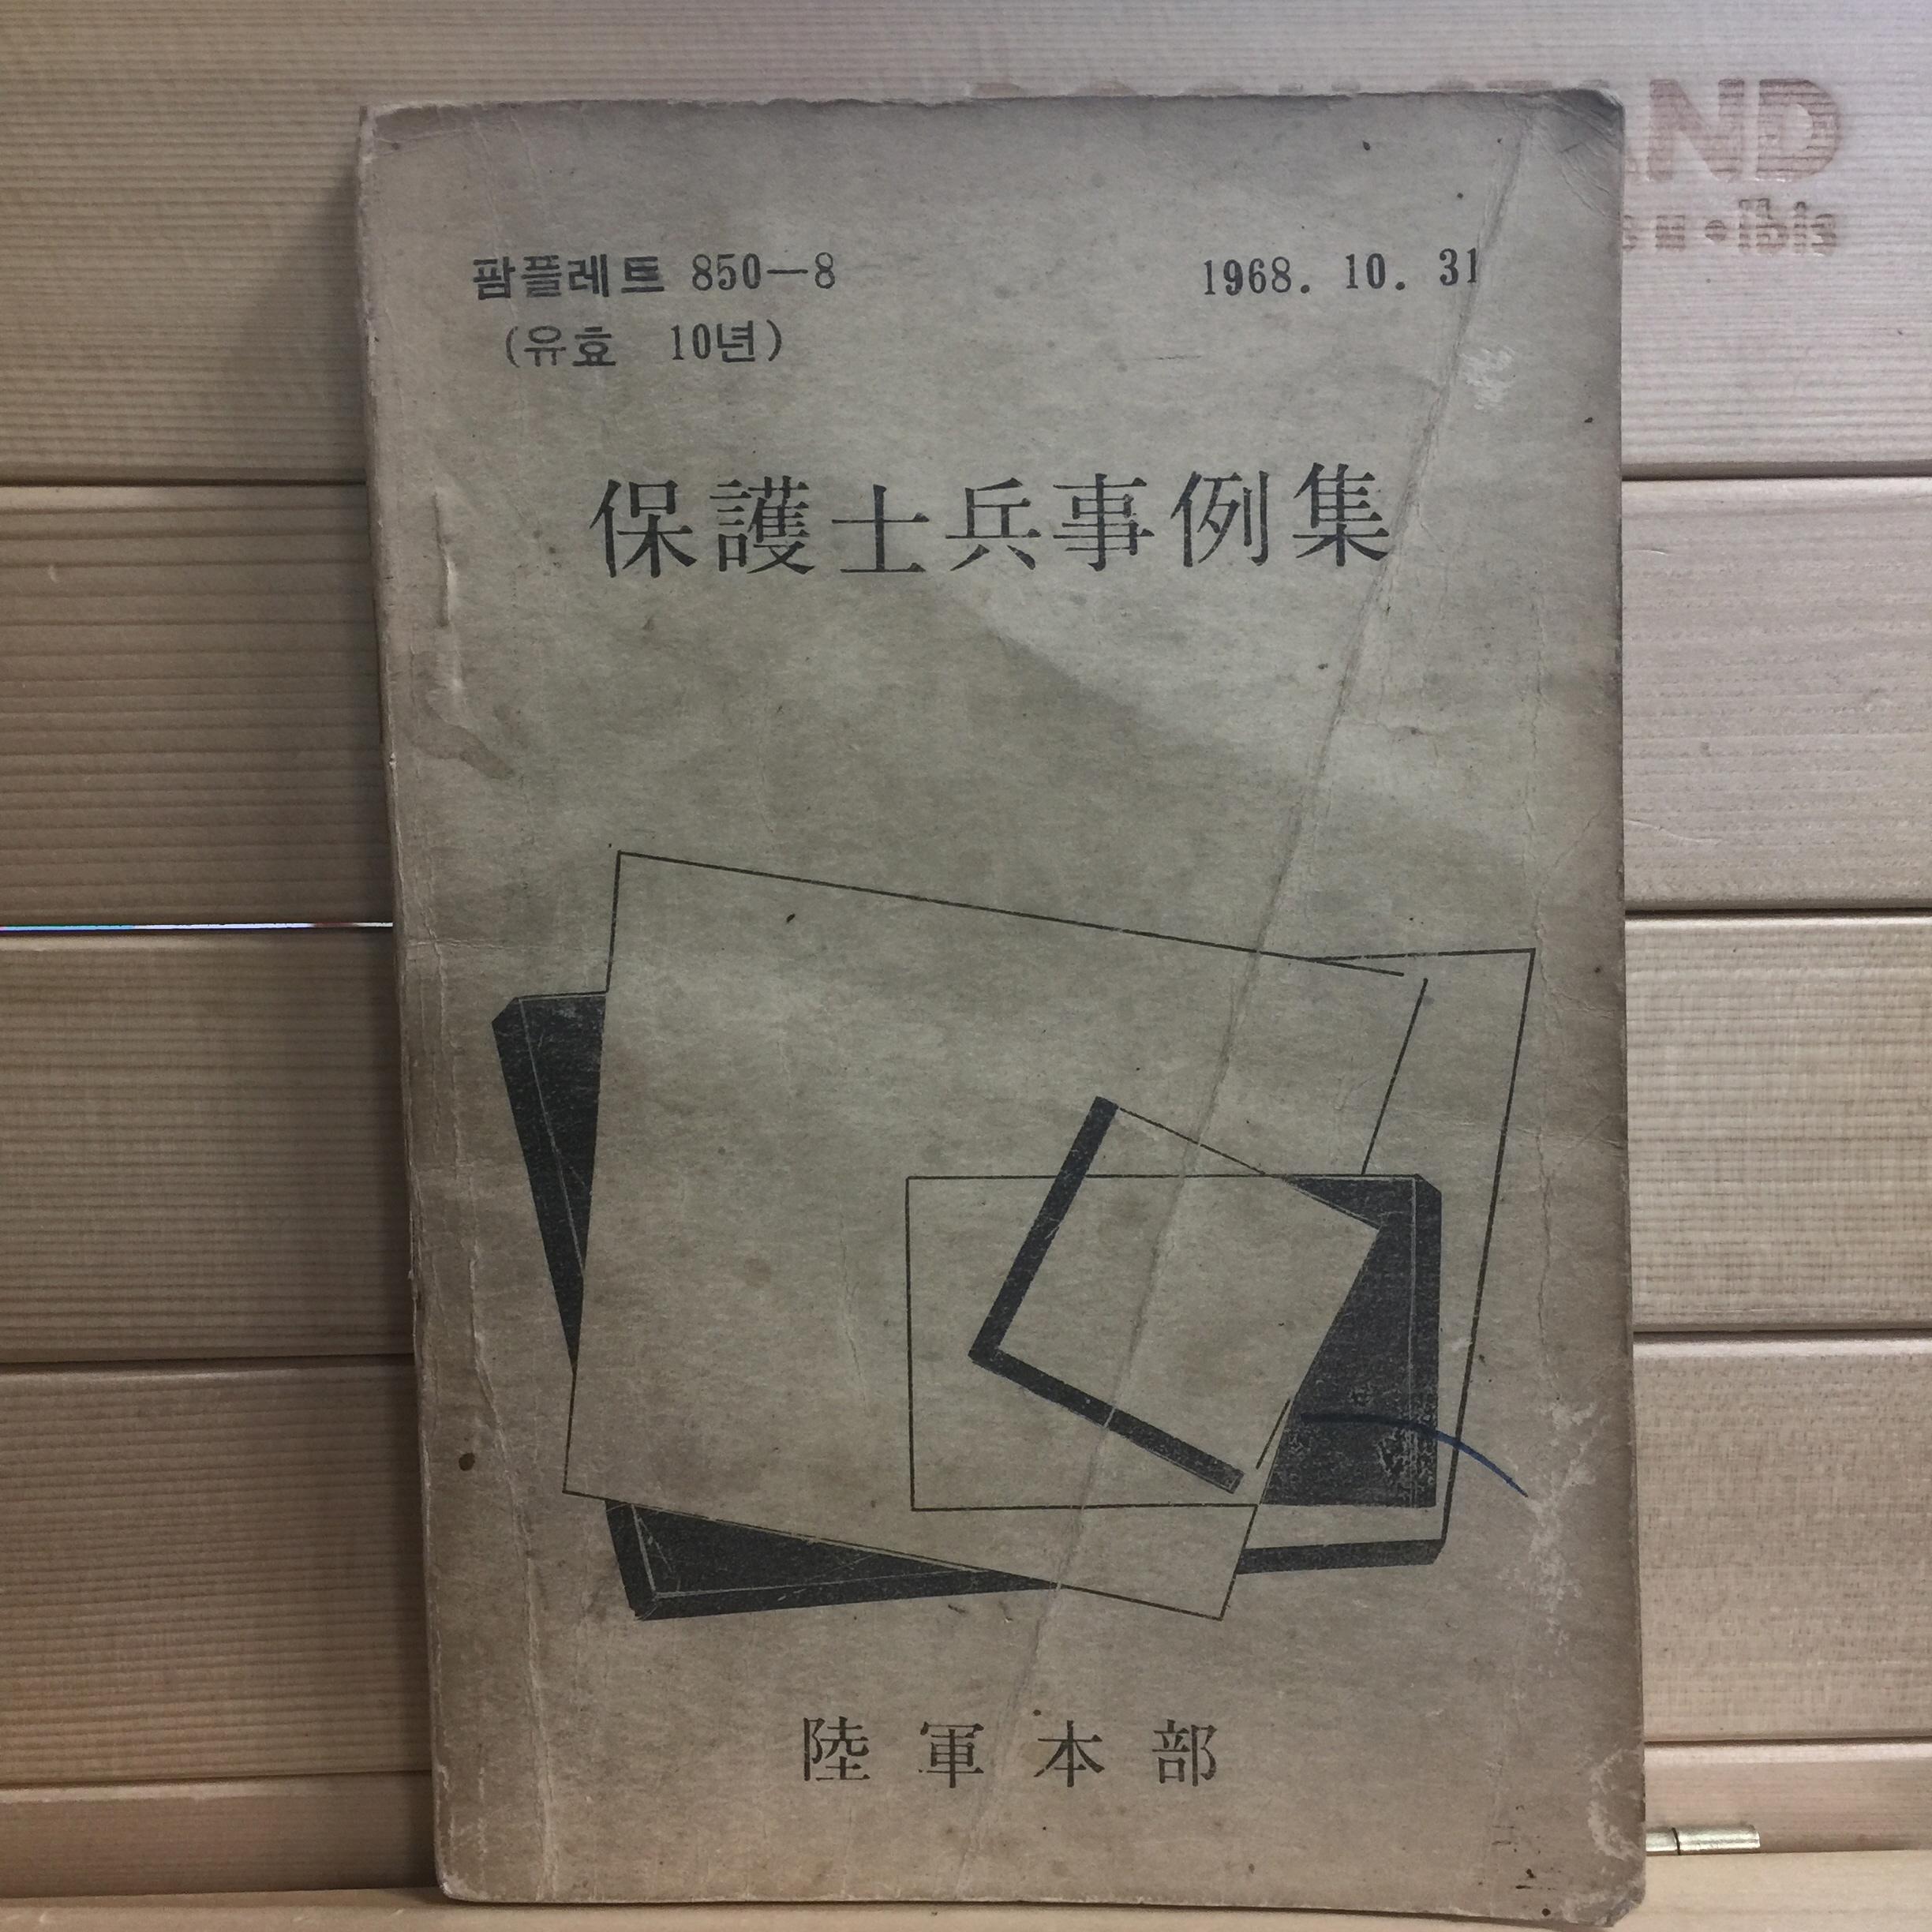 팜플레트 850—8 1968. 10. 31
(유효 10년)
保護士兵事例集
陸軍本部